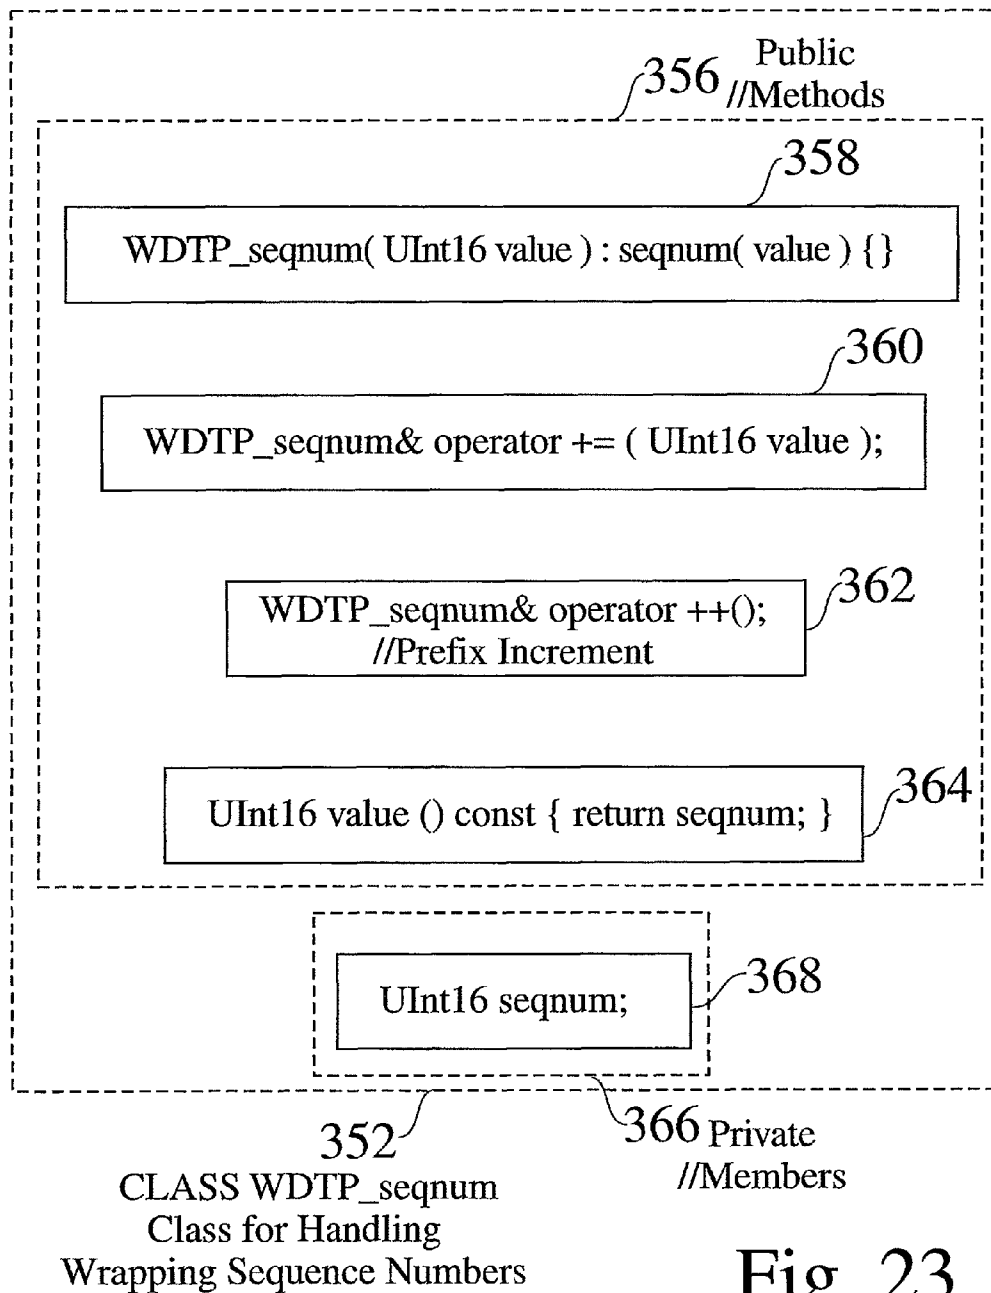 Public
356 //Methods
358
WDTP_seqnum( UInt16 value ) : seqnum( value ) {}
360
WDTP_seqnum& operator += ( UInt16 value );
362
WDTP_seqnum& operator ++();
//Prefix Increment
364
UInt16 value () const { return seqnum; }
368
UInt16 seqnum;
352
366 Private
//Members
CLASS WDTP_seqnum
Class for Handling
Wrapping Sequence Numbers
Fig. 23